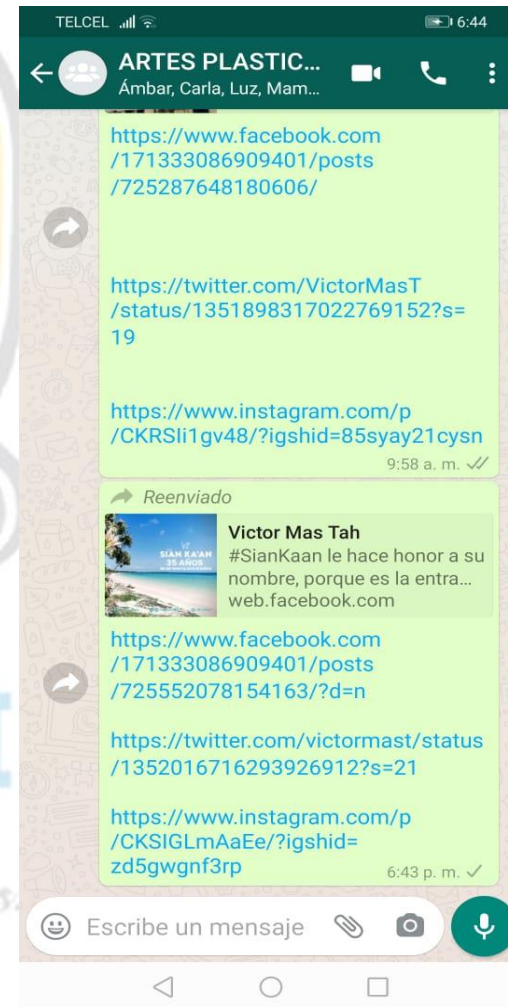 TELCEL
6:44
ARTES PLASTIC...
Ámbar, Carla, Luz, Mam...
https://www.facebook.com
/171333086909401/posts
/725287648180606/
https://twitter.com/VictorMasT
/status/1351898317022769152?s=
19
https://www.instagram.com/p
/CKRSIi1gv48/?igshid=85syay21cysn
9:58 a. m.
Reenviado
SIAN KA'AN
35 AÑOS
Victor Mas Tah
#SianKaan le hace honor a su
nombre, porque es la entra...
web.facebook.com
https://www.facebook.com
/171333086909401/posts
/725552078154163/?d=n
https://twitter.com/victormast/status
/1352016716293926912?s=21
https://www.instagram.com/p
/CKSIGLmAaEe/?igshid=
zd5gwgnf3rp
6:43 p. m.
Escribe un mensaje